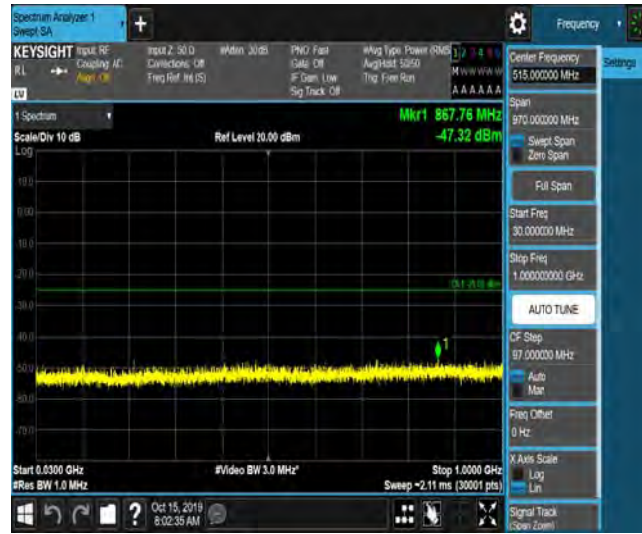 Spectrum Analyzer 1
Swept SA
+
Frequency
KEYSIGHT
Input: RF
Coupling: AC
Align: Off
Input Z: 50 Ω
Corrections: Off
Freq Ref: Int (S)
#Atten: 30 dB
PNO: Fast
Gate: Off
IF Gain: Low
Sig Track: Off
#Avg Type: Power (RMS
Avg|Hold: 50/50
Trig: Free Run
M W W W W W
A A A A A A
RL
LV
Center Frequency
515.000000 MHz
Settings
1 Spectrum
Mkr1 867.76 MHz
Scale/Div 10 dB
Ref Level 20.00 dBm
-47.32 dBm
Log
10.0
0.00
-10.0
-20.0
-30.0
-40.0
-50.0
-70.0
1
Span
970.000000 MHz
Swept Span
Zero Span
Full Span
Start Freq
30.000000 MHz
Stop Freq
1.000000000 GHz
AUTO TUNE
CF Step
97.000000 MHz
Auto
Man
Freq Offset
0 Hz
X Axis Scale
Log
Lin
Signal Track
(Span Zoom)
Start 0.0300 GHz
#Video BW 3.0 MHz*
Stop 1.0000 GHz
#Res BW 1.0 MHz
Sweep ~2.11 ms (30001 pts)
?
Oct 15, 2019
8:02:35 AM